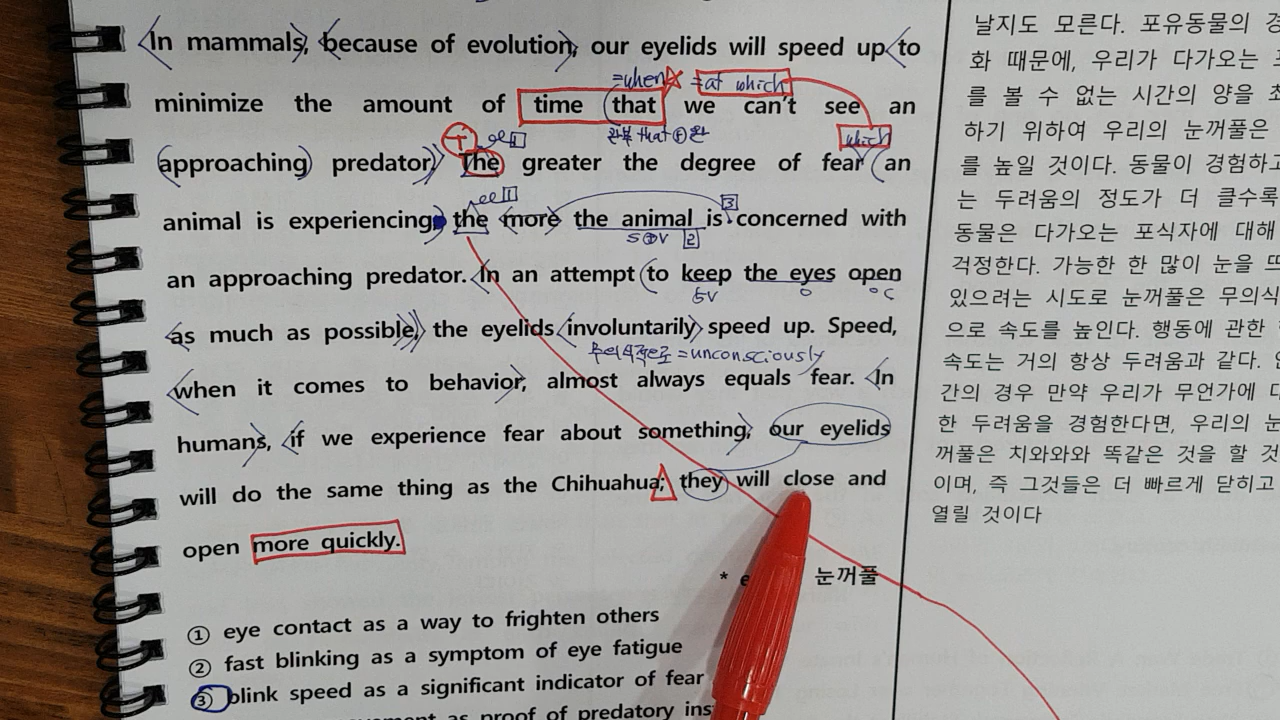 In mammals, because of evolution, our eyelids will speed up to
=when =at which
minimize the amount of time that we can't see an
관부 that ① 완
which
approaching predator. The greater the degree of fear an
animal is experiencing, the more the animal is concerned with
S V 2
3
an approaching predator. In an attempt to keep the eyes open
5V O O C
as much as possible, the eyelids involuntarily speed up. Speed,
무의식적으로 = unconsciously
when it comes to behavior, almost always equals fear. In
humans, if we experience fear about something, our eyelids
will do the same thing as the Chihuahua; they will close and
open more quickly.
* e 눈꺼풀
① eye contact as a way to frighten others
② fast blinking as a symptom of eye fatigue
③ blink speed as a significant indicator of fear
as proof of predatory
날지도 모른다. 포유동물의
화 때문에, 우리가 다가오는
를 볼 수 없는 시간의 양을
하기 위하여 우리의 눈꺼풀은
를 높일 것이다. 동물이 경험하고
는 두려움의 정도가 더 클수록
동물은 다가오는 포식자에 대해
걱정한다. 가능한 한 많이 눈을
있으려는 시도로 눈꺼풀은 무의식
으로 속도를 높인다. 행동에 관한
속도는 거의 항상 두려움과 같다.
간의 경우 만약 우리가 무언가에
한 두려움을 경험한다면, 우리의
꺼풀은 치와와와 똑같은 것을 할
이며, 즉 그것들은 더 빠르게 닫히고
열릴 것이다